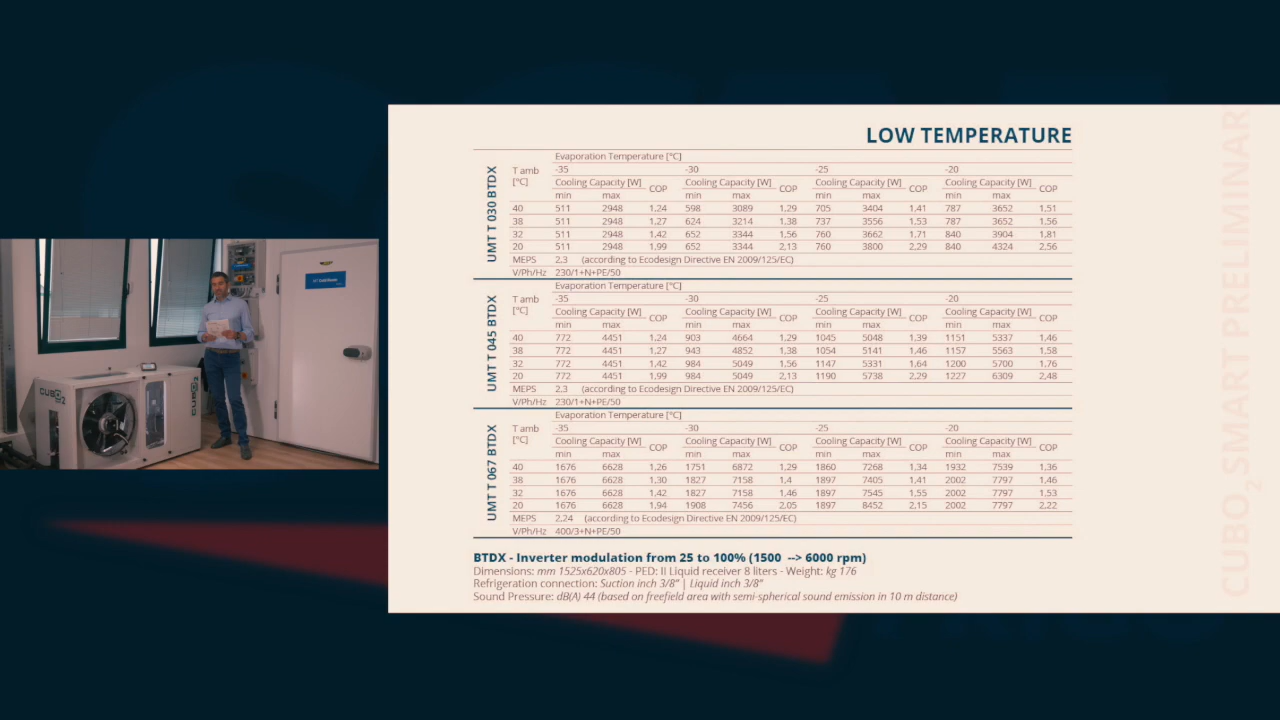 LOW TEMPERATURE
UMT T 030 BTDX
Evaporation Temperature [°C]
T amb [°C] -35 -30 -25 -20
Cooling Capacity [W] COP Cooling Capacity [W] COP Cooling Capacity [W] COP Cooling Capacity [W] COP
min max min max min max min max
40 511 2948 1,24 598 3089 1,29 705 3404 1,41 787 3652 1,51
38 511 2948 1,27 624 3214 1,38 737 3556 1,53 787 3652 1,56
32 511 2948 1,42 652 3344 1,56 760 3662 1,71 840 3904 1,81
20 511 2948 1,99 652 3344 2,13 760 3800 2,29 840 4324 2,56
MEPS 2,3 (according to Ecodesign Directive EN 2009/125/EC)
V/Ph/Hz 230/1+N+PE/50
UMT T 045 BTDX
Evaporation Temperature [°C]
T amb [°C] -35 -30 -25 -20
Cooling Capacity [W] COP Cooling Capacity [W] COP Cooling Capacity [W] COP Cooling Capacity [W] COP
min max min max min max min max
40 772 4451 1,24 903 4664 1,29 1045 5048 1,39 1151 5337 1,46
38 772 4451 1,27 943 4852 1,38 1054 5141 1,46 1157 5563 1,58
32 772 4451 1,42 984 5049 1,56 1147 5331 1,64 1200 5700 1,76
20 772 4451 1,99 984 5049 2,13 1190 5738 2,29 1227 6309 2,48
MEPS 2,3 (according to Ecodesign Directive EN 2009/125/EC)
V/Ph/Hz 230/1+N+PE/50
UMT T 067 BTDX
Evaporation Temperature [°C]
T amb [°C] -35 -30 -25 -20
Cooling Capacity [W] COP Cooling Capacity [W] COP Cooling Capacity [W] COP Cooling Capacity [W] COP
min max min max min max min max
40 1676 6628 1,26 1751 6872 1,29 1860 7268 1,34 1932 7539 1,36
38 1676 6628 1,30 1827 7158 1,4 1897 7405 1,41 2002 7797 1,46
32 1676 6628 1,42 1827 7158 1,46 1897 7545 1,55 2002 7797 1,53
20 1676 6628 1,94 1908 7456 2,05 1897 8452 2,15 2002 7797 2,22
MEPS 2,24 (according to Ecodesign Directive EN 2009/125/EC)
V/Ph/Hz 400/3+N+PE/50
BTDX - Inverter modulation from 25 to 100% (1500 --> 6000 rpm)
Dimensions: mm 1525x620x805 - PED: II Liquid receiver 8 liters - Weight: kg 176
Refrigeration connection: Suction inch 3/8" | Liquid inch 3/8"
Sound Pressure: dB(A) 44 (based on freefield area with semi-spherical sound emission in 10 m distance)
CUBO2 SMART PRELIMINAR
CUBO2
CUBO2